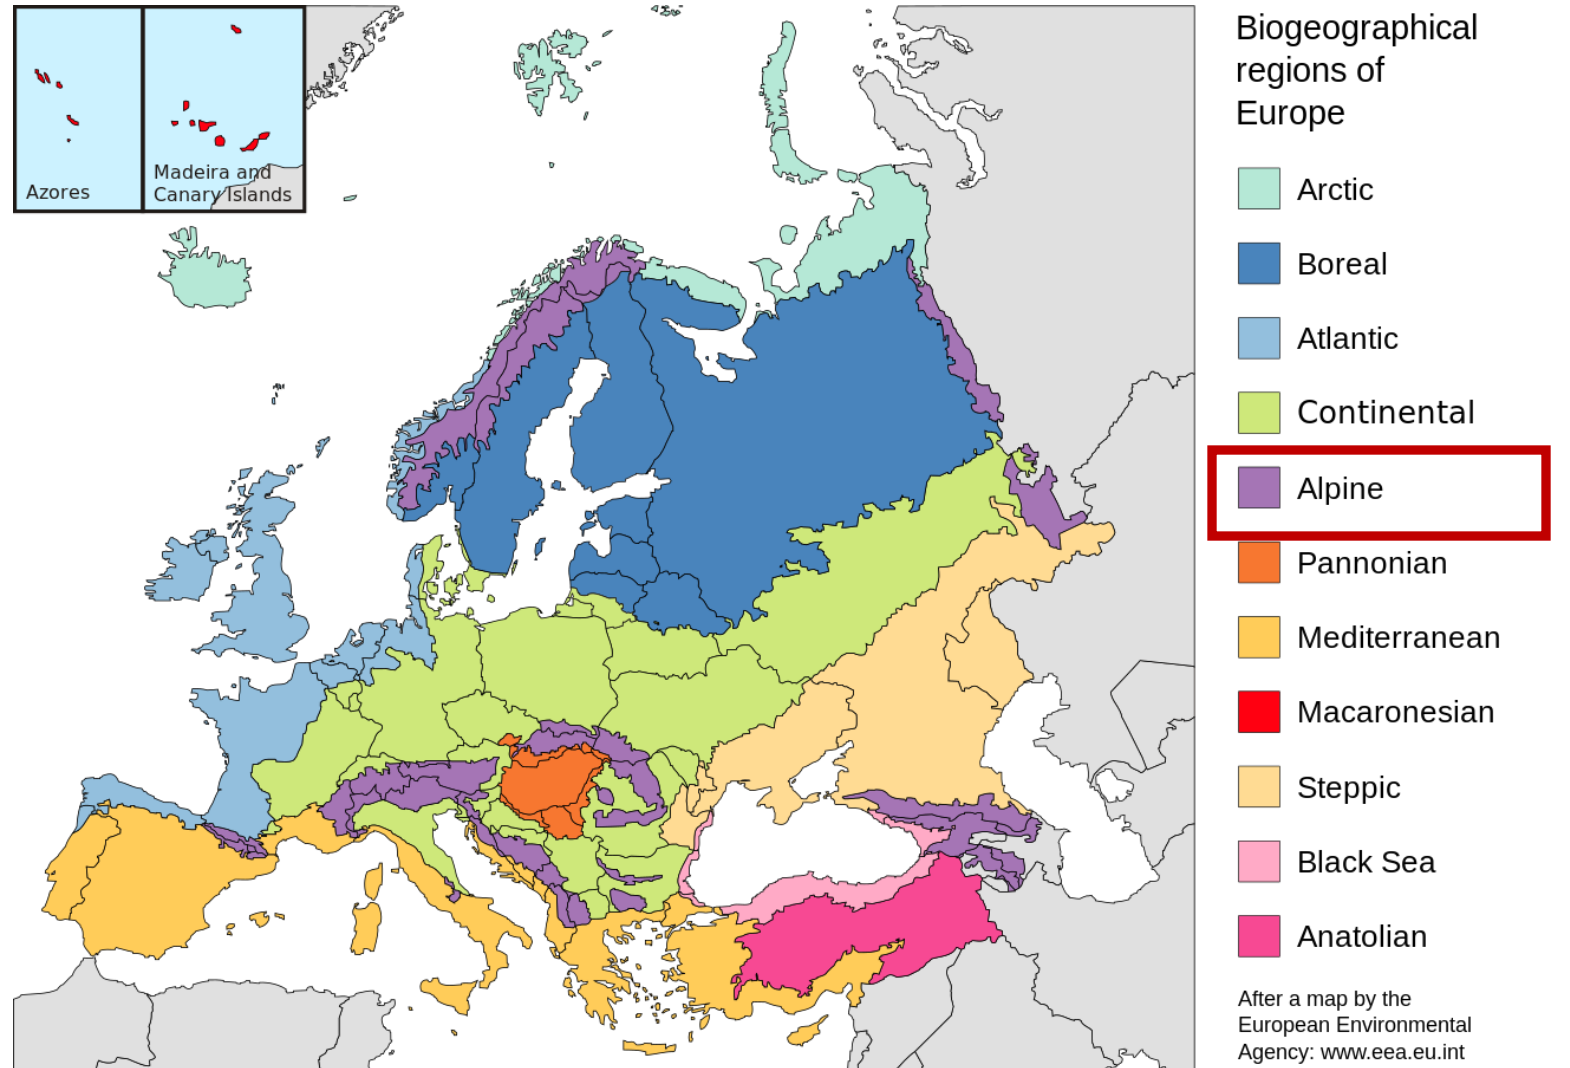 Azores
Madeira and
Canary Islands
Biogeographical
regions of
Europe
Arctic
Boreal
Atlantic
Continental
Alpine
Pannonian
Mediterranean
Macaronesian
Steppic
Black Sea
Anatolian
After a map by the
European Environmental
Agency: www.eea.eu.int